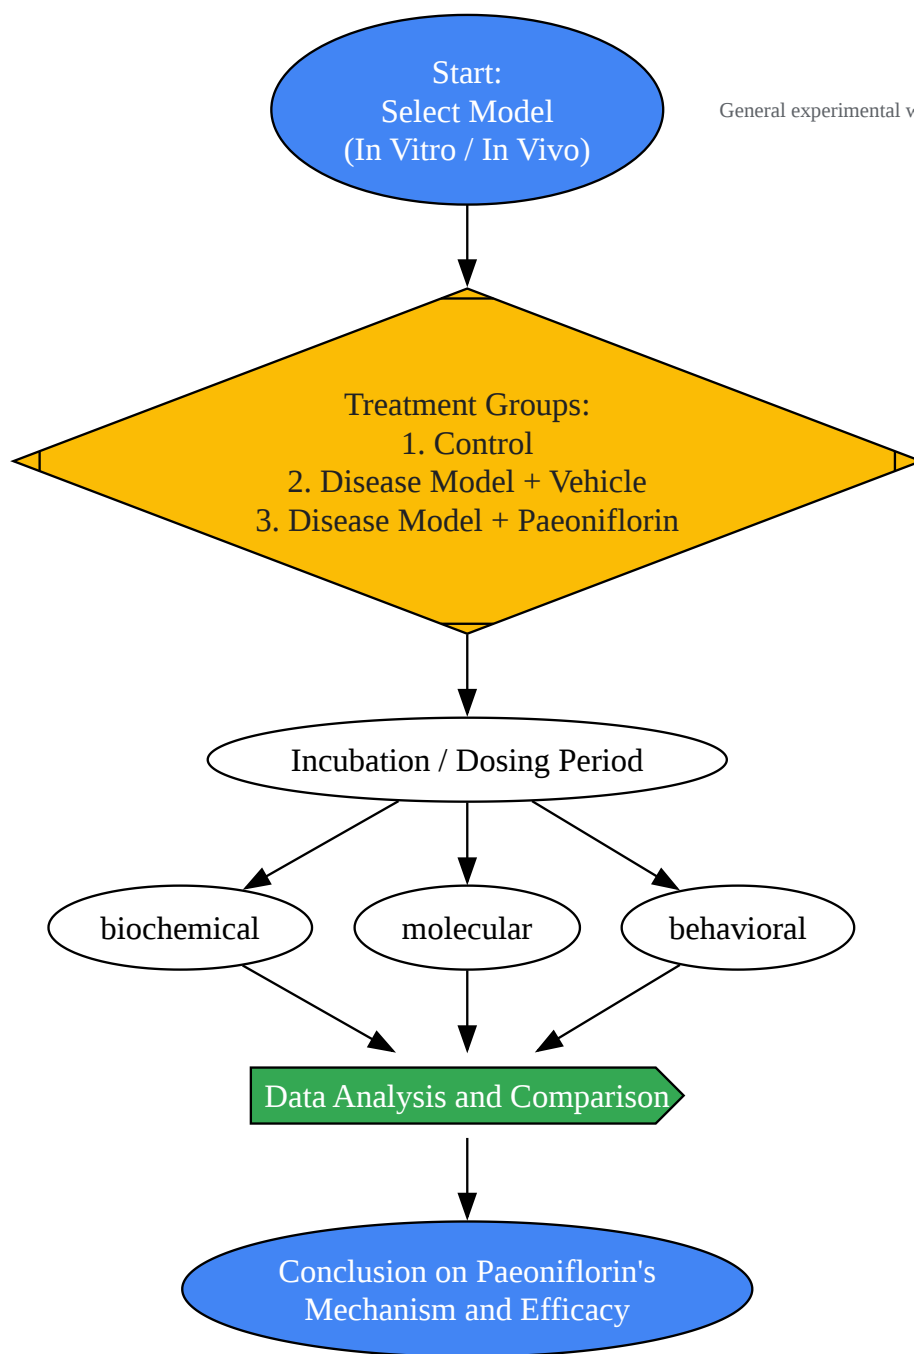 Start:
Select Model
(In Vitro / In Vivo)
General experimental
Treatment Groups:
1. Control
2. Disease Model + Vehicle
3. Disease Model + Paeoniflorin
Incubation / Dosing Period
biochemical
molecular
behavioral
Data Analysis and Comparison
Conclusion on Paeoniflorin's
Mechanism and Efficacy